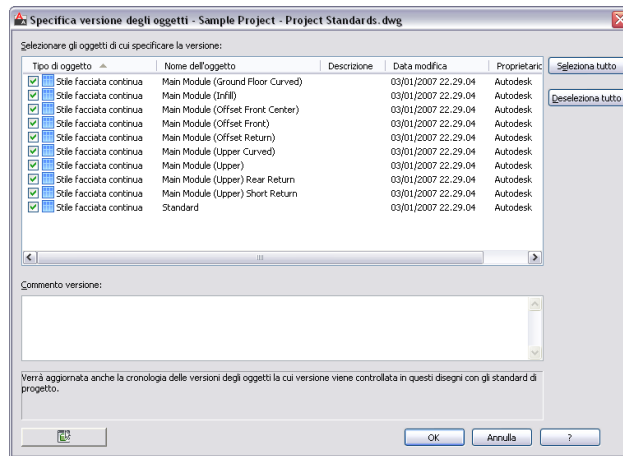 Specifica versione degli oggetti - Sample Project - Project Standards.dwg
Selezionare gli oggetti di cui specificare la versione:
Tipo di oggetto Nome dell'oggetto Descrizione Data modifica Proprietaric
Stile facciata continua Main Module (Ground Floor Curved) 03/01/2007 22.29.04 Autodesk
Stile facciata continua Main Module (Infill) 03/01/2007 22.29.04 Autodesk
Stile facciata continua Main Module (Offset Front Center) 03/01/2007 22.29.04 Autodesk
Stile facciata continua Main Module (Offset Front) 03/01/2007 22.29.04 Autodesk
Stile facciata continua Main Module (Offset Return) 03/01/2007 22.29.04 Autodesk
Stile facciata continua Main Module (Upper Curved) 03/01/2007 22.29.04 Autodesk
Stile facciata continua Main Module (Upper) 03/01/2007 22.29.04 Autodesk
Stile facciata continua Main Module (Upper) Rear Return 03/01/2007 22.29.04 Autodesk
Stile facciata continua Main Module (Upper) Short Return 03/01/2007 22.29.04 Autodesk
Stile facciata continua Standard 03/01/2007 22.29.04 Autodesk
Seleziona tutto
Deseleziona tutto
Commento versione:
Verrà aggiornata anche la cronologia delle versioni degli oggetti la cui versione viene controllata in questi disegni con gli standard di
progetto.
OK Annulla ?